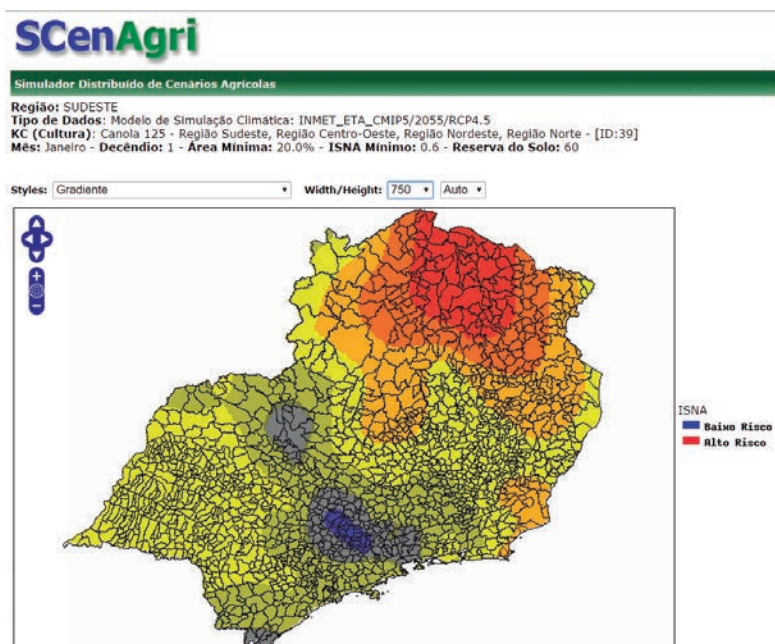 SCenAgri
Simulador Distribuído de Cenários Agrícolas
Região: SUDESTE
Tipo de Dados: Modelo de Simulação Climática: INMET_ETA_CMIP5/2055/RCP4.5
KC (Cultura): Canola 125 - Região Sudeste, Região Centro-Oeste, Região Nordeste, Região Norte - [ID:39]
Mês: Janeiro - Decêndio: 1 - Área Mínima: 20.0% - ISNA Mínimo: 0.6 - Reserva do Solo: 60
Styles: Gradiente Width/Height: 750 Auto
ISNA
Baixo Risco
Alto Risco